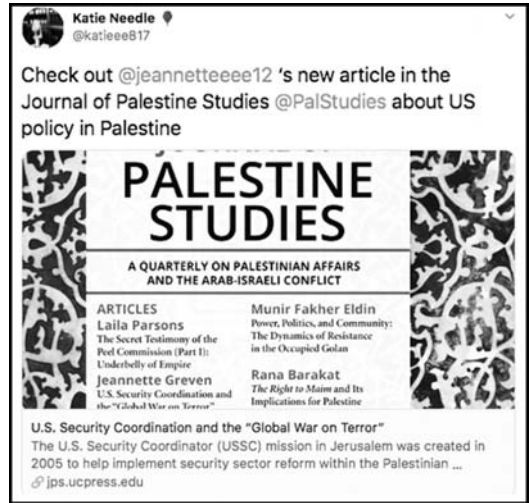 Katie Needle
@katieee817
Check out @jeannetteeee12 's new article in the
Journal of Palestine Studies @PalStudies about US
policy in Palestine
JOURNAL OF
PALESTINE
STUDIES
A QUARTERLY ON PALESTINIAN AFFAIRS
AND THE ARAB-ISRAELI CONFLICT
ARTICLES
Laila Parsons
The Secret Testimony of the
Peel Commission (Part I):
Underbelly of Empire
Jeannette Greven
U.S. Security Coordination and
the "Global War on Terror"
Munir Fakher Eldin
Power, Politics, and Community:
The Dynamics of Resistance
in the Occupied Golan
Rana Barakat
The Right to Maim and Its
Implications for Palestine
U.S. Security Coordination and the “Global War on Terror”
The U.S. Security Coordinator (USSC) mission in Jerusalem was created in
2005 to help implement security sector reform within the Palestinian ...
jps.ucpress.edu